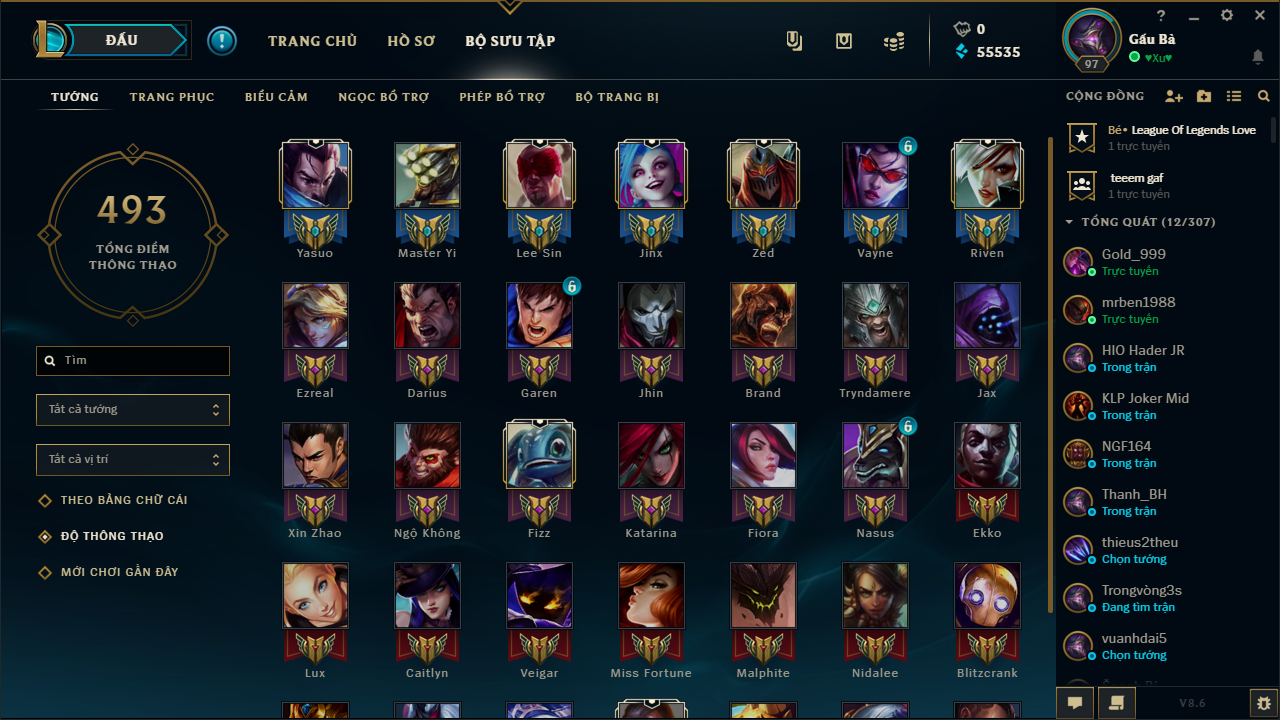 ĐẤU
!
TRANG CHỦ
HỒ SƠ
BỘ SƯU TẬP
0
55535
?
Gấu Bà
♥Xu♥
97
TƯỚNG
TRANG PHỤC
BIỂU CẢM
NGỌC BỔ TRỢ
PHÉP BỔ TRỢ
BỘ TRANG BỊ
493
TỔNG ĐIỂM
THÔNG THẠO
Tìm
Tất cả tướng
Tất cả vị trí
THEO BẢNG CHỮ CÁI
ĐỘ THÔNG THẠO
MỚI CHƠI GẦN ĐÂY
6
Yasuo
Master Yi
Lee Sin
Jinx
Zed
Vayne
Riven
6
Ezreal
Darius
Garen
Jhin
Brand
Tryndamere
Jax
6
Xin Zhao
Ngộ Không
Fizz
Katarina
Fiora
Nasus
Ekko
Lux
Caitlyn
Veigar
Miss Fortune
Malphite
Nidalee
Blitzcrank
CỘNG ĐỒNG
Bé• League Of Legends Love
1 trực tuyến
teeem gaf
1 trực tuyến
TỔNG QUÁT (12/307)
Gold_999
Trực tuyến
mrben1988
Trực tuyến
HIO Hader JR
Trong trận
KLP Joker Mid
Trong trận
NGF164
Trong trận
Thanh_BH
Trong trận
thieus2theu
Chọn tướng
Trongvòng3s
Đang tìm trận
vuanhdai5
Chọn tướng
V8.6